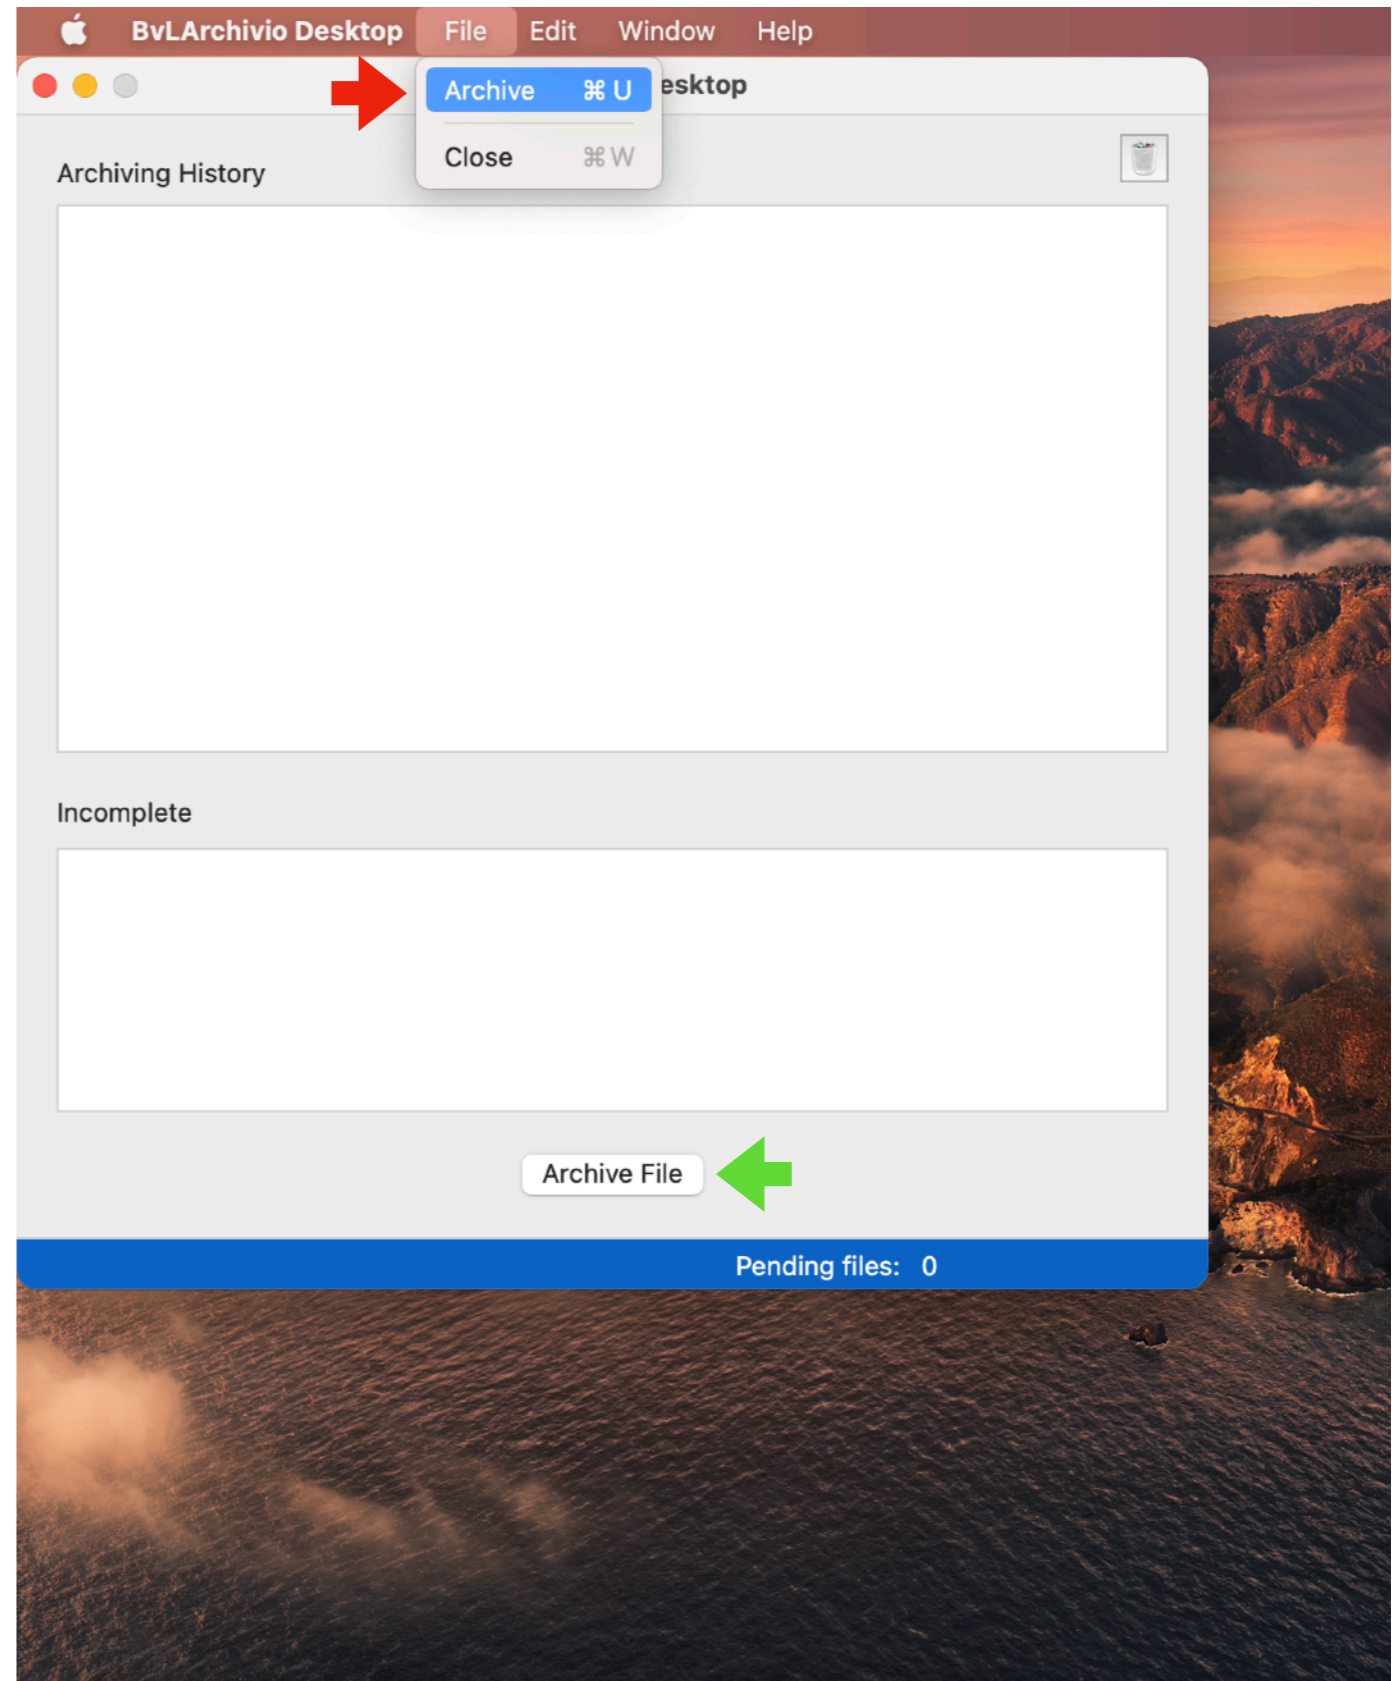 BvLArchivio Desktop File Edit Window Help
esktop
Archive ⌘ U
Close ⌘ W
Archiving History
Incomplete
Archive File
Pending files: 0